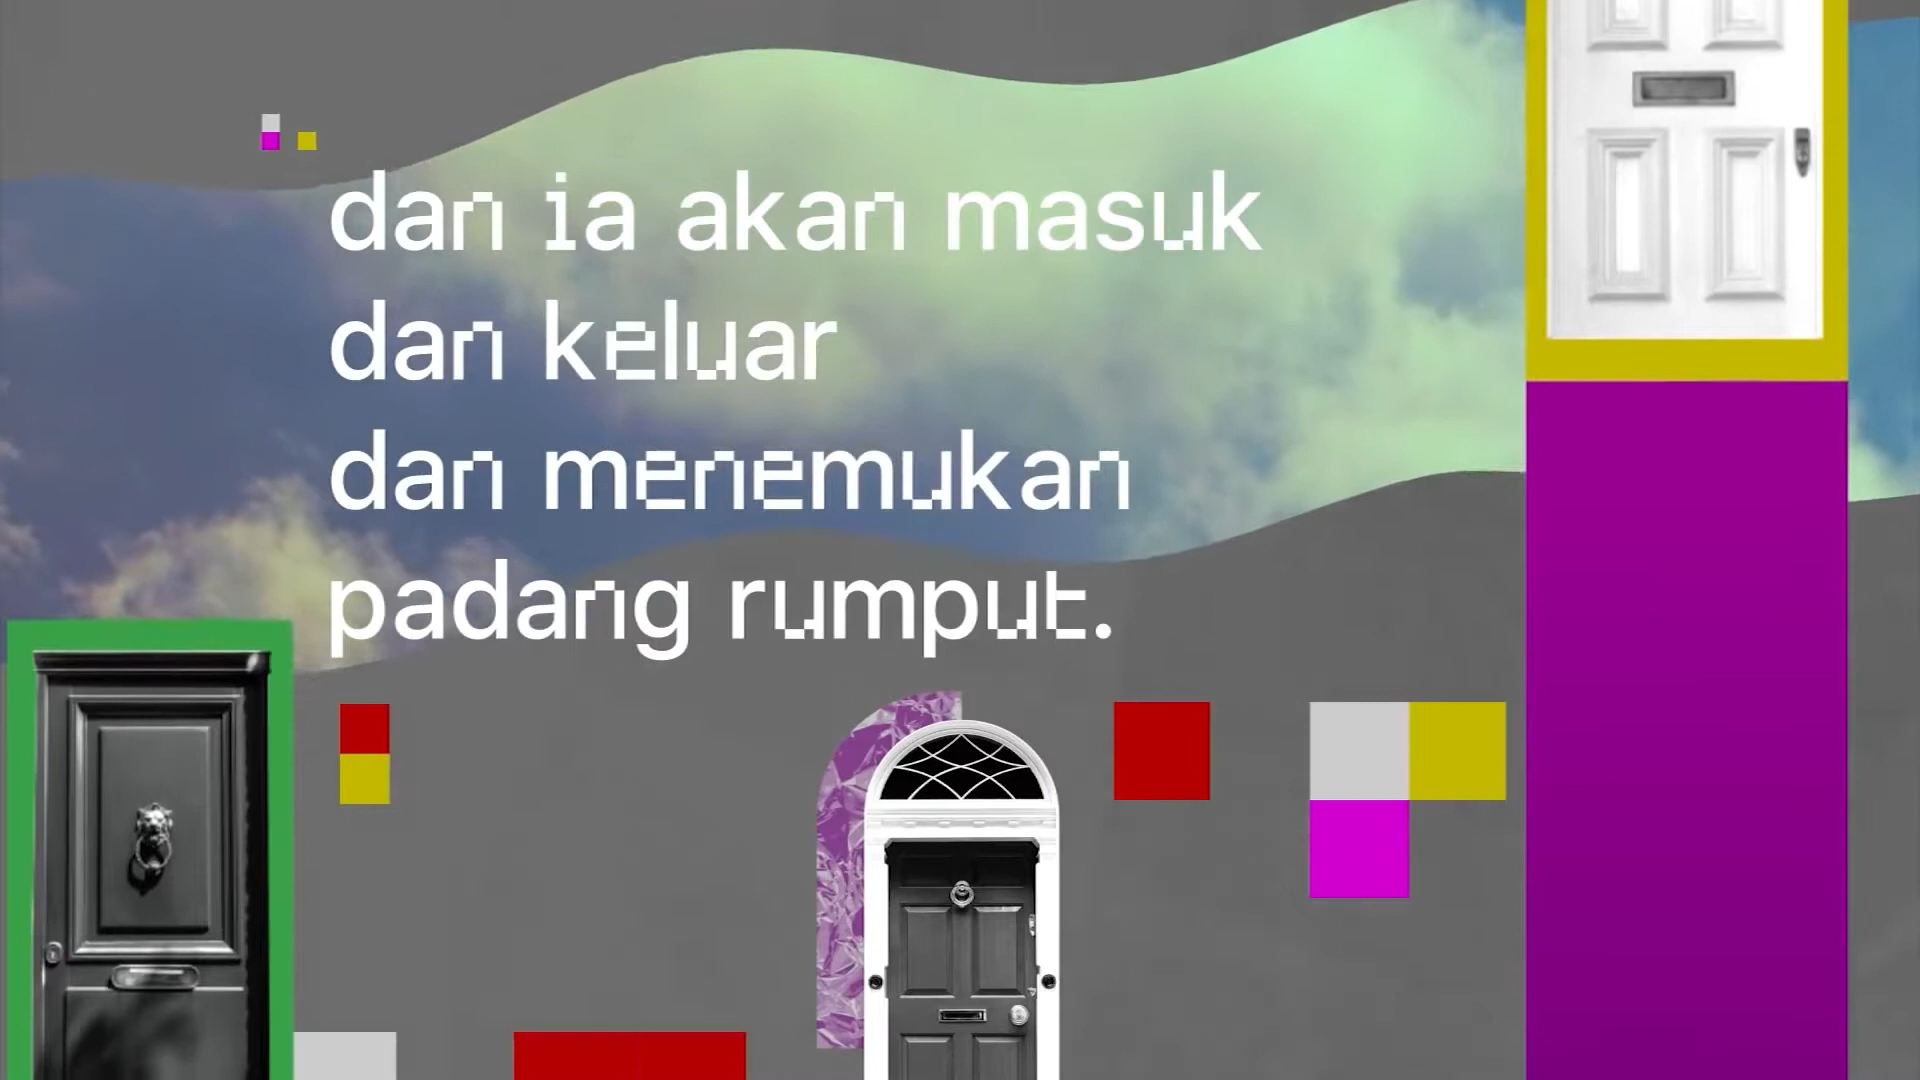 dan ia akan masuk
dan keluar
dan menemukan
padang rumput.